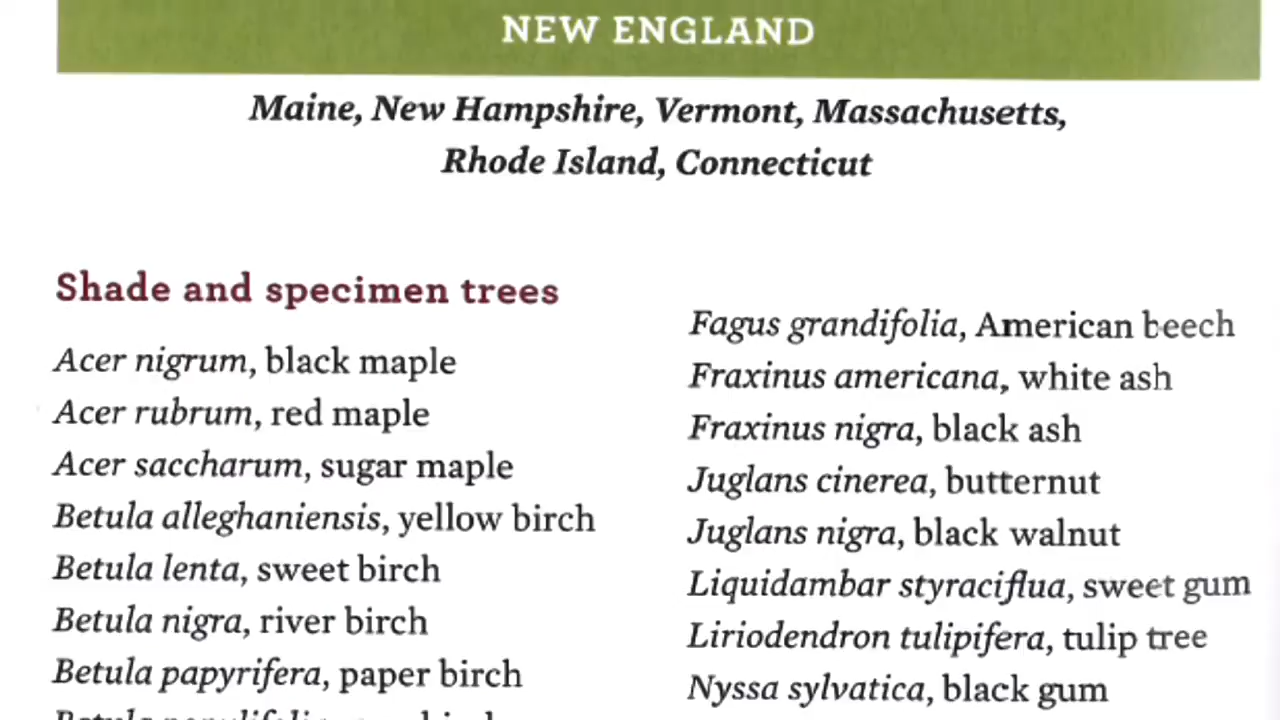 NEW ENGLAND
Maine, New Hampshire, Vermont, Massachusetts,
Rhode Island, Connecticut
Shade and specimen trees
Acer nigrum, black maple
Acer rubrum, red maple
Acer saccharum, sugar maple
Betula alleghaniensis, yellow birch
Betula lenta, sweet birch
Betula nigra, river birch
Betula papyrifera, paper birch
Fagus grandifolia, American beech
Fraxinus americana, white ash
Fraxinus nigra, black ash
Juglans cinerea, butternut
Juglans nigra, black walnut
Liquidambar styraciflua, sweet gum
Liriodendron tulipifera, tulip tree
Nyssa sylvatica, black gum